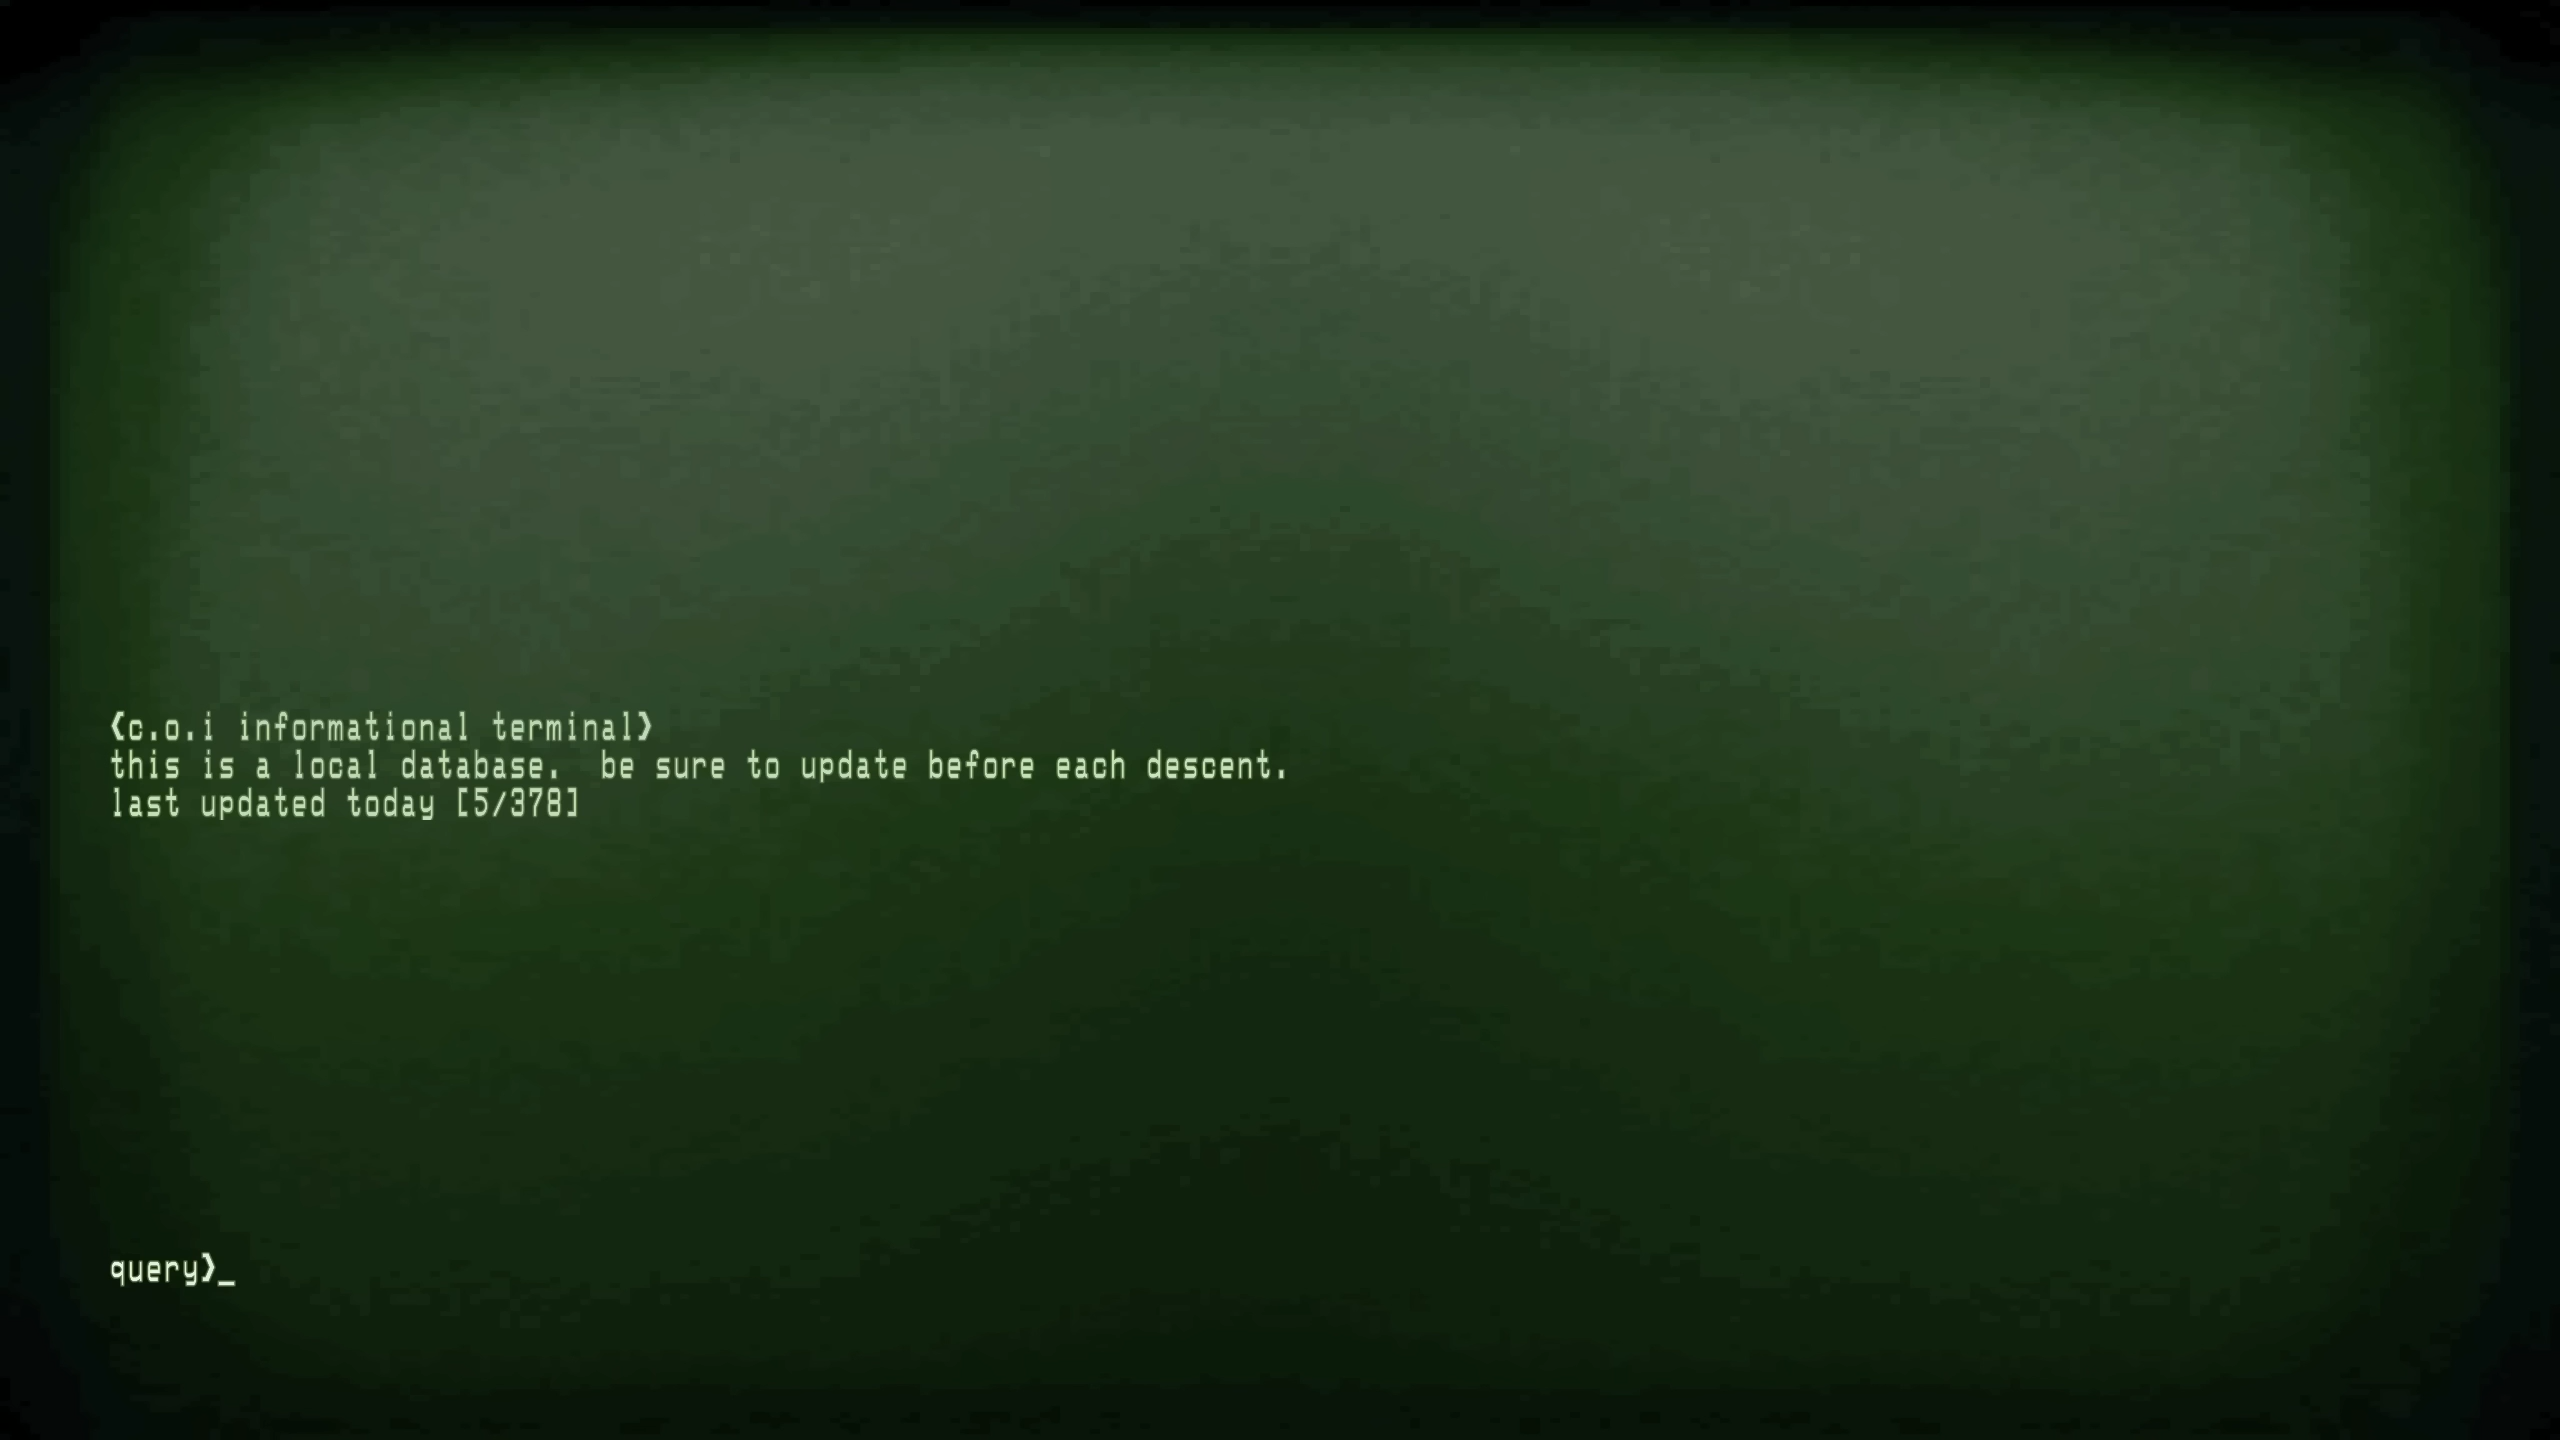 ❬c.o.i informational terminal❭
this is a local database.  be sure to update before each descent.
last updated today [5/378]
query❭_